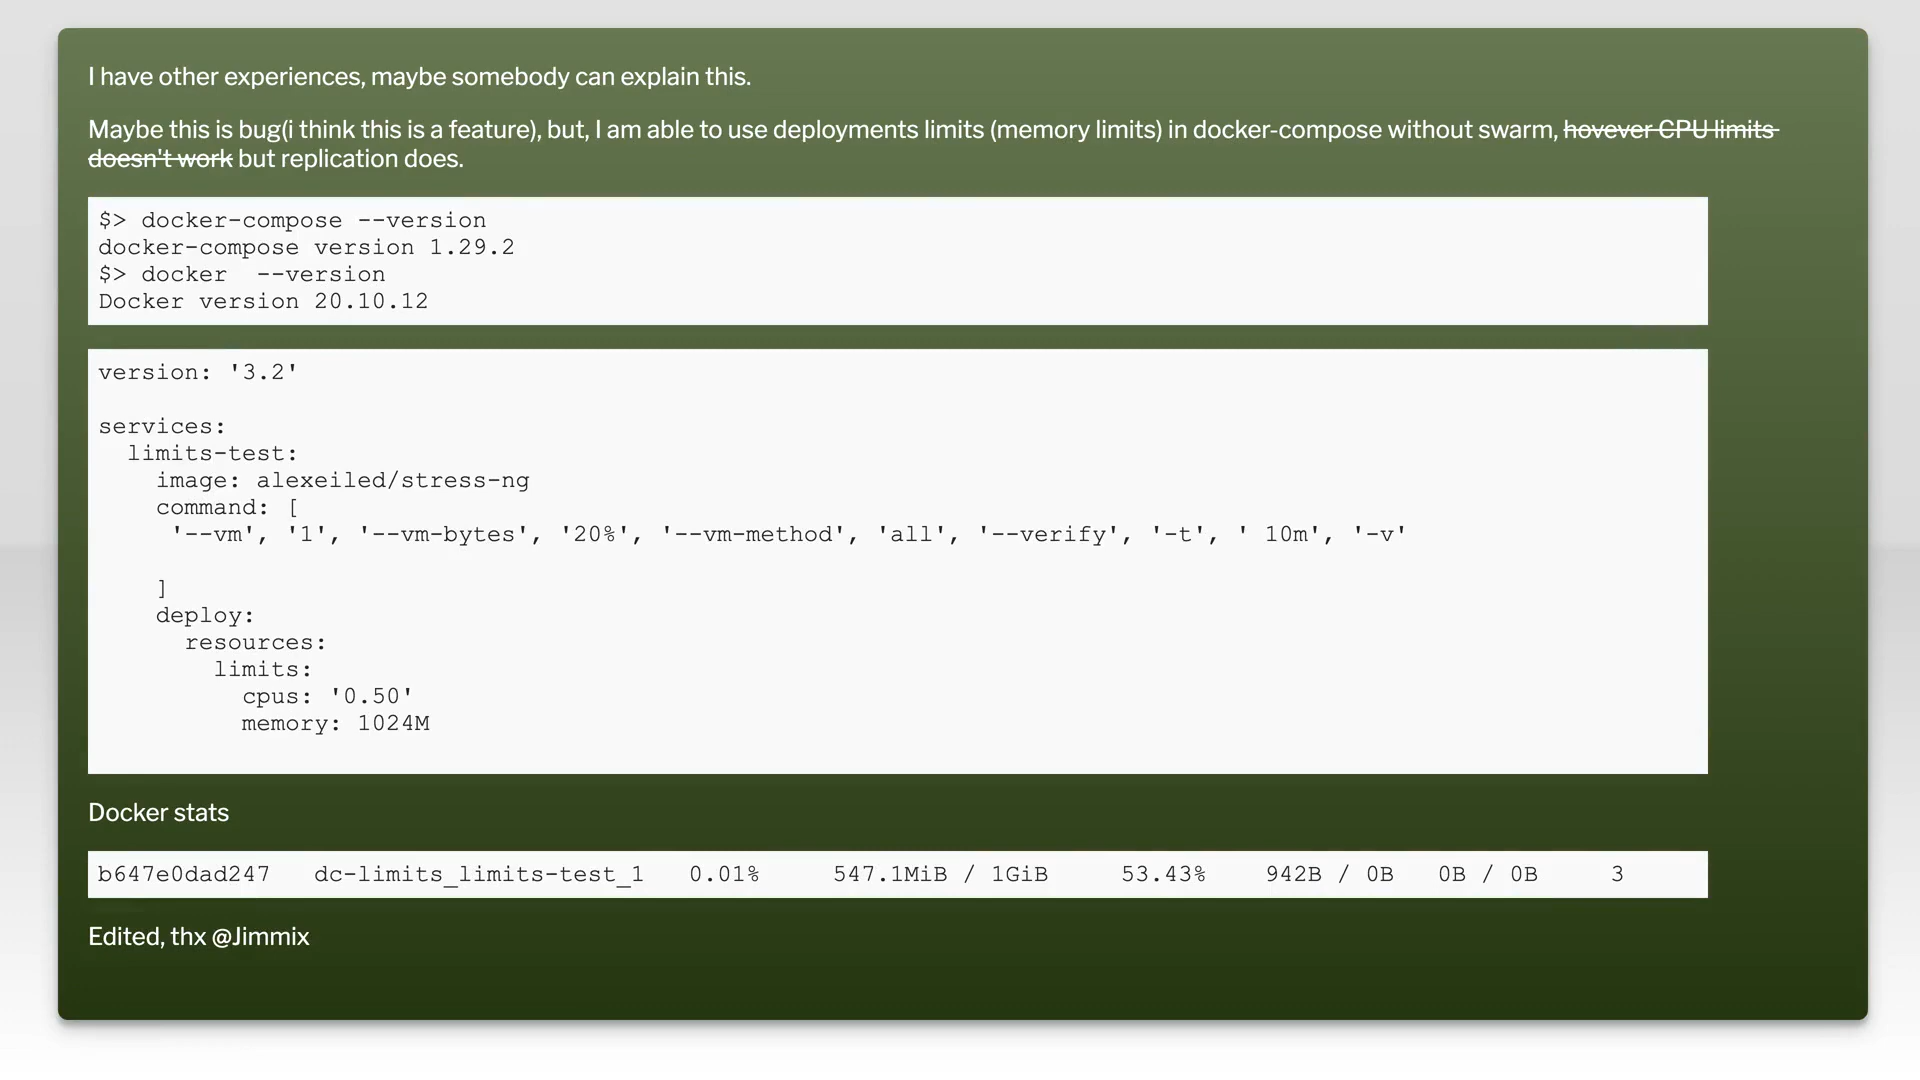 I have other experiences, maybe somebody can explain this.
Maybe this is bug(i think this is a feature), but, I am able to use deployments limits (memory limits) in docker-compose without swarm, hovever CPU limits
doesn't work but replication does.
$> docker-compose --version
docker-compose version 1.29.2
$> docker  --version
Docker version 20.10.12
version: '3.2'
services:
  limits-test:
    image: alexeiled/stress-ng
    command: [
     '--vm', '1', '--vm-bytes', '20%', '--vm-method', 'all', '--verify', '-t', ' 10m', '-v'
    ]
    deploy:
      resources:
        limits:
          cpus: '0.50'
          memory: 1024M
Docker stats
b647e0dad247   dc-limits_limits-test_1   0.01%     547.1MiB / 1GiB     53.43%    942B / 0B   0B / 0B     3
Edited, thx @Jimmix